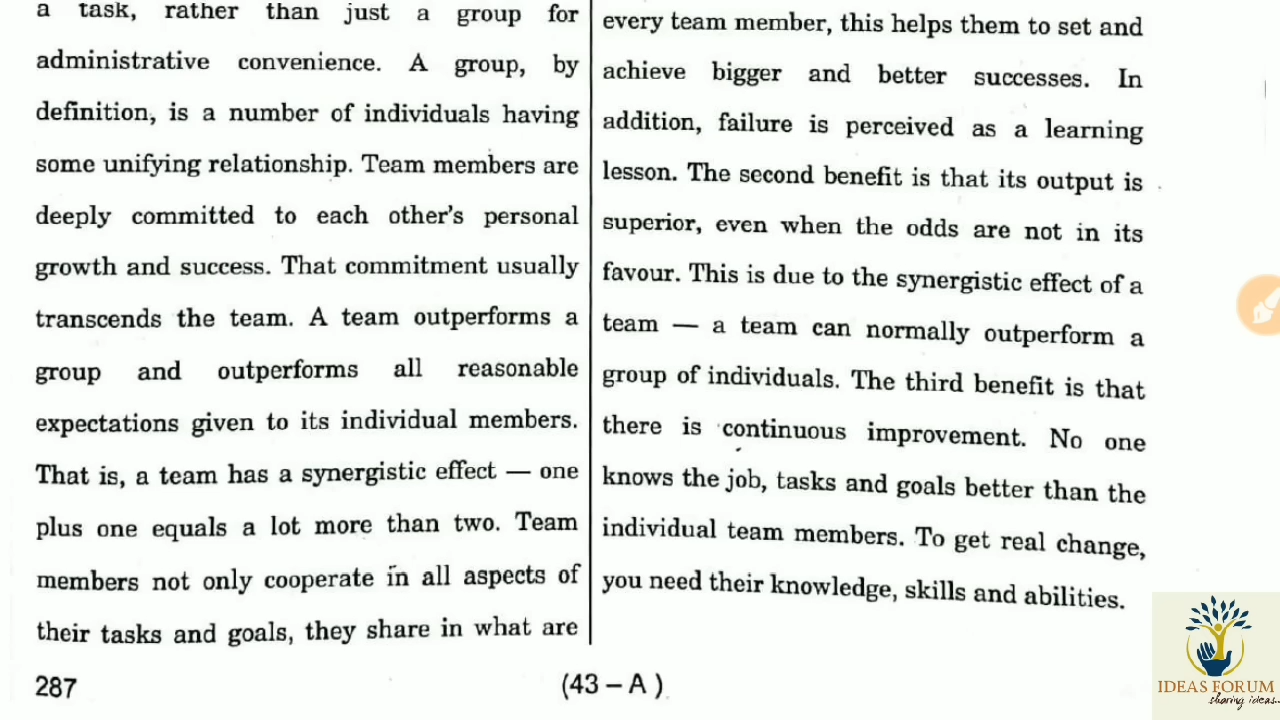 a task, rather than just a group for
administrative convenience. A group, by
definition, is a number of individuals having
some unifying relationship. Team members are
deeply committed to each other's personal
growth and success. That commitment usually
transcends the team. A team outperforms a
group and outperforms all reasonable
expectations given to its individual members.
That is, a team has a synergistic effect — one
plus one equals a lot more than two. Team
members not only cooperate in all aspects of
their tasks and goals, they share in what are
every team member, this helps them to set and
achieve bigger and better successes. In
addition, failure is perceived as a learning
lesson. The second benefit is that its output is
superior, even when the odds are not in its
favour. This is due to the synergistic effect of a
team — a team can normally outperform a
group of individuals. The third benefit is that
there is continuous improvement. No one
knows the job, tasks and goals better than the
individual team members. To get real change,
you need their knowledge, skills and abilities.
287
(43 – A )
IDEAS FORUM
sharing ideas..